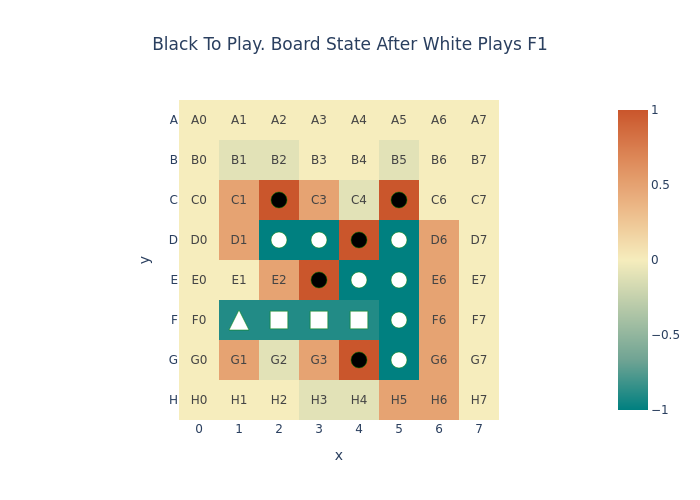 Black To Play. Board State After White Plays F1
A A0 A1 A2 A3 A4 A5 A6 A7
B B0 B1 B2 B3 B4 B5 B6 B7
C C0 C1 C3 C4 C6 C7
D D0 D1 D6 D7
E E0 E1 E2 E6 E7
F F0 F6 F7
G G0 G1 G2 G3 G6 G7
H H0 H1 H2 H3 H4 H5 H6 H7
0 1 2 3 4 5 6 7
x
y
1
0.5
0
−0.5
−1